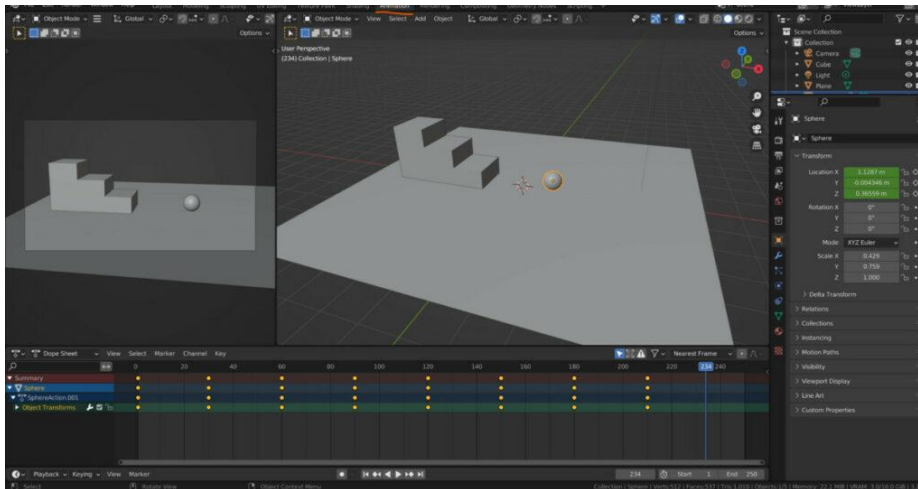 Animation
Object Mode
Global
Object Mode View Select Add Object
Global
Scene Collection
Options
Options
Collection
Camera
Cube
Light
Plane
User Perspective
(234) Collection | Sphere
Sphere
Sphere
Transform
Location X 1.1287 m
Y -0.004346 m
Z 0.36559 m
Rotation X 0°
Y 0°
Z 0°
Mode XYZ Euler
Scale X 0.429
Y 0.759
Z 1.000
Delta Transform
Relations
Collections
Instancing
Motion Paths
Visibility
Viewport Display
Line Art
Custom Properties
Dope Sheet View Select Marker Channel Key
Nearest Frame
0 20 40 60 80 100 120 140 160 180 200 220 234 240
Summary
Sphere
SphereAction.001
Object Transforms
Playback Keying View Marker
234 Start 1 End 250
Select
Rotate View
Object Context Menu